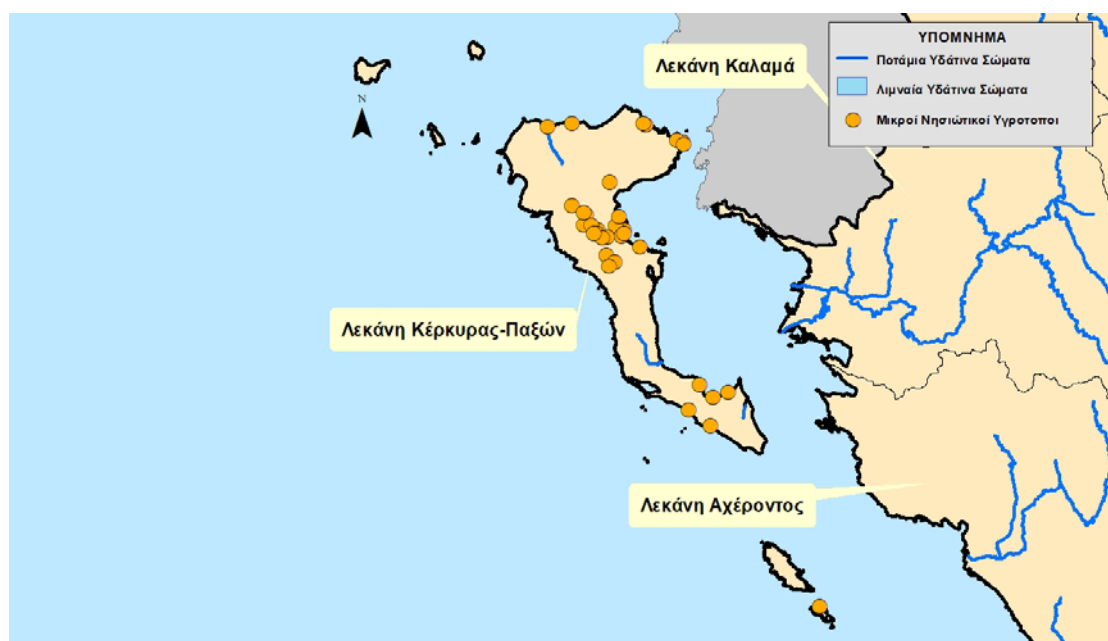 ΥΠΟΜΝΗΜΑ
Ποτάμια Υδάτινα Σώματα
Λιμναία Υδάτινα Σώματα
Μικροί Νησιώτικοί Υγροτοποι
Λεκάνη Καλαμά
N
Λεκάνη Κέρκυρας-Παξών
Λεκάνη Αχέροντος